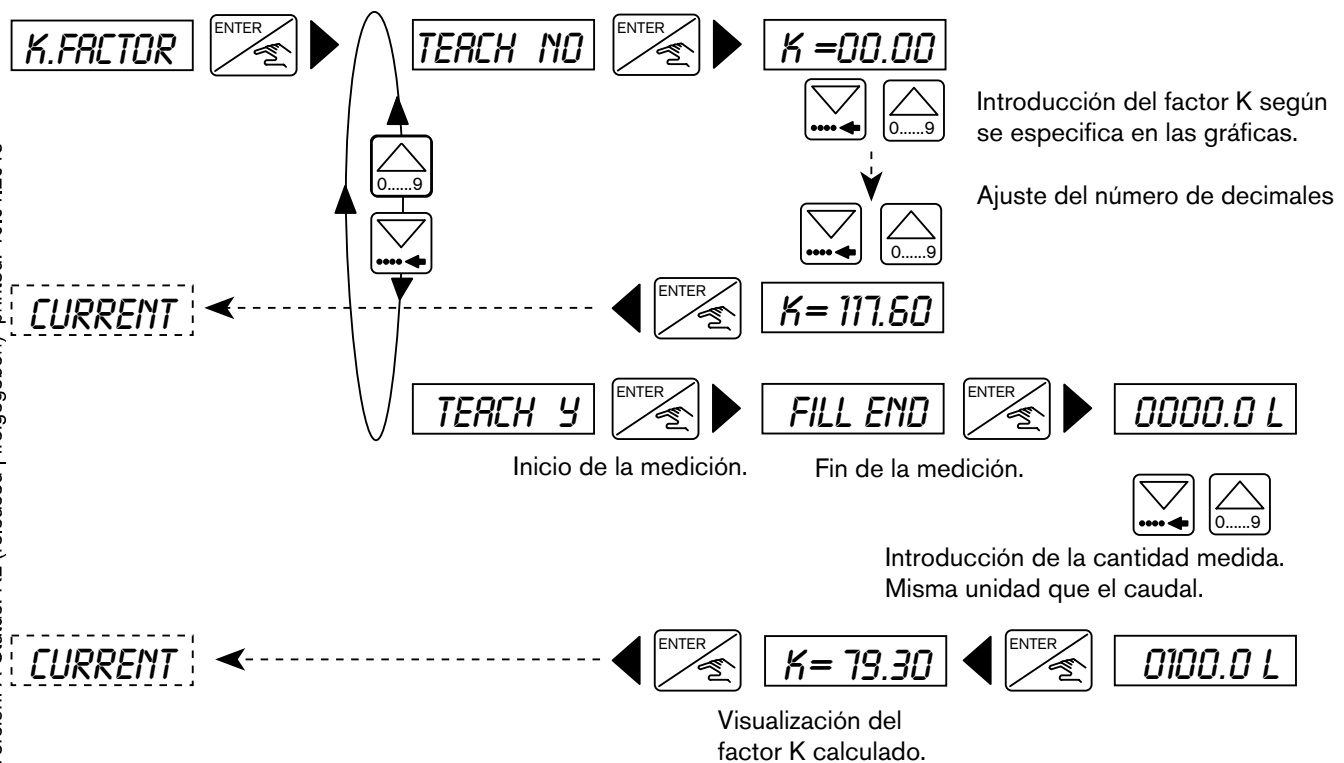 K.FACTOR
ENTER
TEACH NO
ENTER
K =00.00
0......9
Introducción del factor K según
se especifica en las gráficas.
0......9
Ajuste del número de decimales
0......9
CURRENT
ENTER
K= 117.60
TEACH Y
ENTER
FILL END
ENTER
0000.0 L
Inicio de la medición.
Fin de la medición.
0......9
Introducción de la cantidad medida.
Misma unidad que el caudal.
CURRENT
ENTER
K= 79.30
ENTER
0100.0 L
Visualización del
factor K calculado.